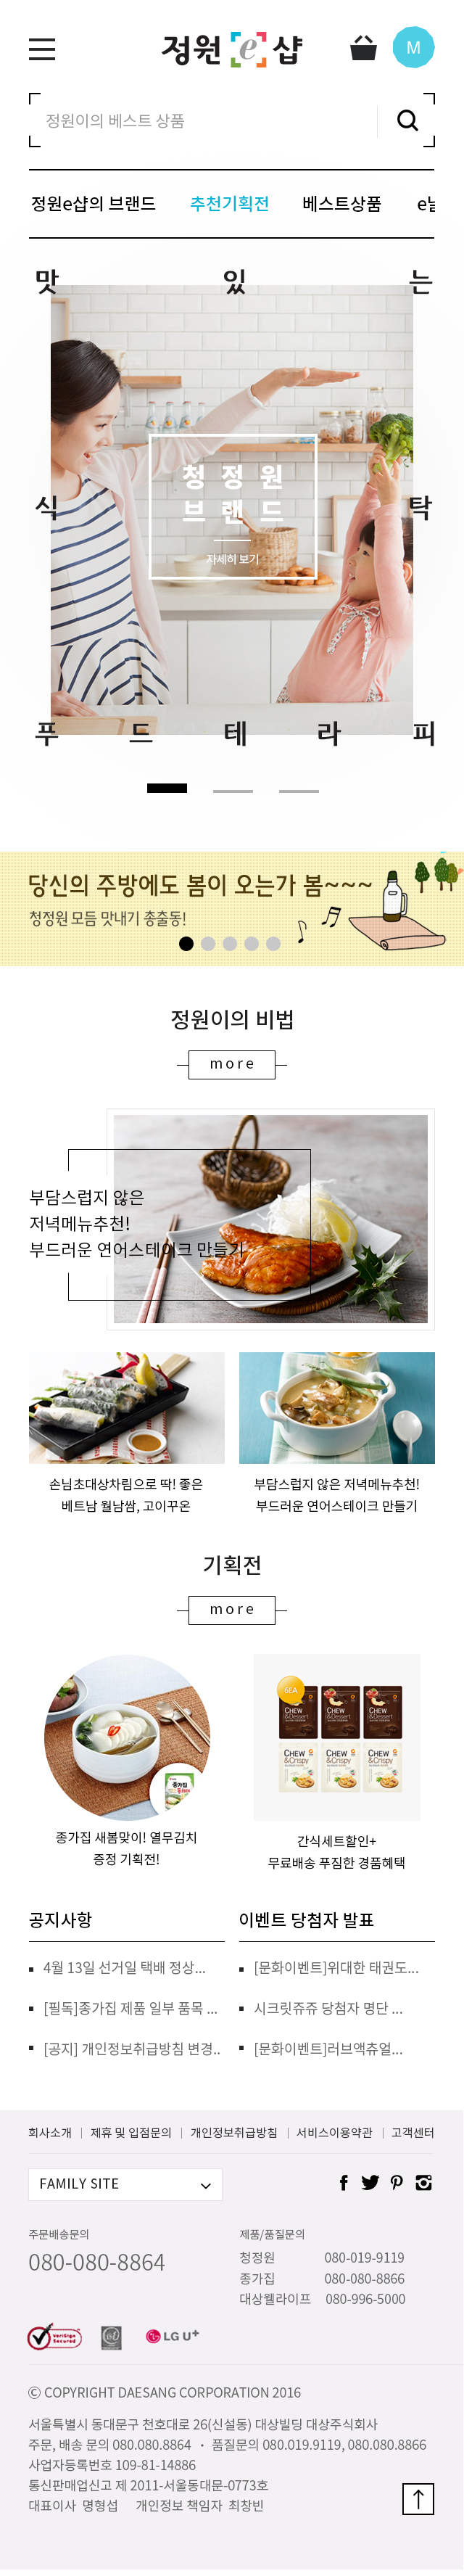 정원 e 샵
M
정원이의 베스트 상품
정원e샵의 브랜드 추천기획전 베스트상품 e날
맛 있 는
청 정 원
브 랜 드
자세히 보기
식 탁
푸 드 테 라 피
당신의 주방에도 봄이 오는가 봄~~~
청정원 모듬 맛내기 총출동!
정원이의 비법
more
부담스럽지 않은
저녁메뉴추천!
부드러운 연어스테이크 만들기
손님초대상차림으로 딱! 좋은
베트남 월남쌈, 고이꾸온
부담스럽지 않은 저녁메뉴추천!
부드러운 연어스테이크 만들기
기획전
more
종가집
6EA
CHEW
&Dessert
CHEW
&Dessert
CHEW
&Dessert
CHEW
&Crispy
CHEW
&Crispy
CHEW
&Crispy
종가집 새봄맞이! 열무김치
증정 기획전!
간식세트할인+
무료배송 푸짐한 경품혜택
공지사항
4월 13일 선거일 택배 정상...
[필독]종가집 제품 일부 품목 ...
[공지] 개인정보취급방침 변경..
이벤트 당첨자 발표
[문화이벤트]위대한 태권도...
시크릿쥬쥬 당첨자 명단 ...
[문화이벤트]러브액츄얼...
회사소개 | 제휴 및 입점문의 | 개인정보취급방침 | 서비스이용약관 | 고객센터
FAMILY SITE
주문배송문의
080-080-8864
제품/품질문의
청정원 080-019-9119
종가집 080-080-8866
대상웰라이프 080-996-5000
VeriSign
Secured
LG U+
ⓒ COPYRIGHT DAESANG CORPORATION 2016
서울특별시 동대문구 천호대로 26(신설동) 대상빌딩 대상주식회사
주문, 배송 문의 080.080.8864 · 품질문의 080.019.9119, 080.080.8866
사업자등록번호 109-81-14886
통신판매업신고 제 2011-서울동대문-0773호
대표이사 명형섭 개인정보 책임자 최창빈